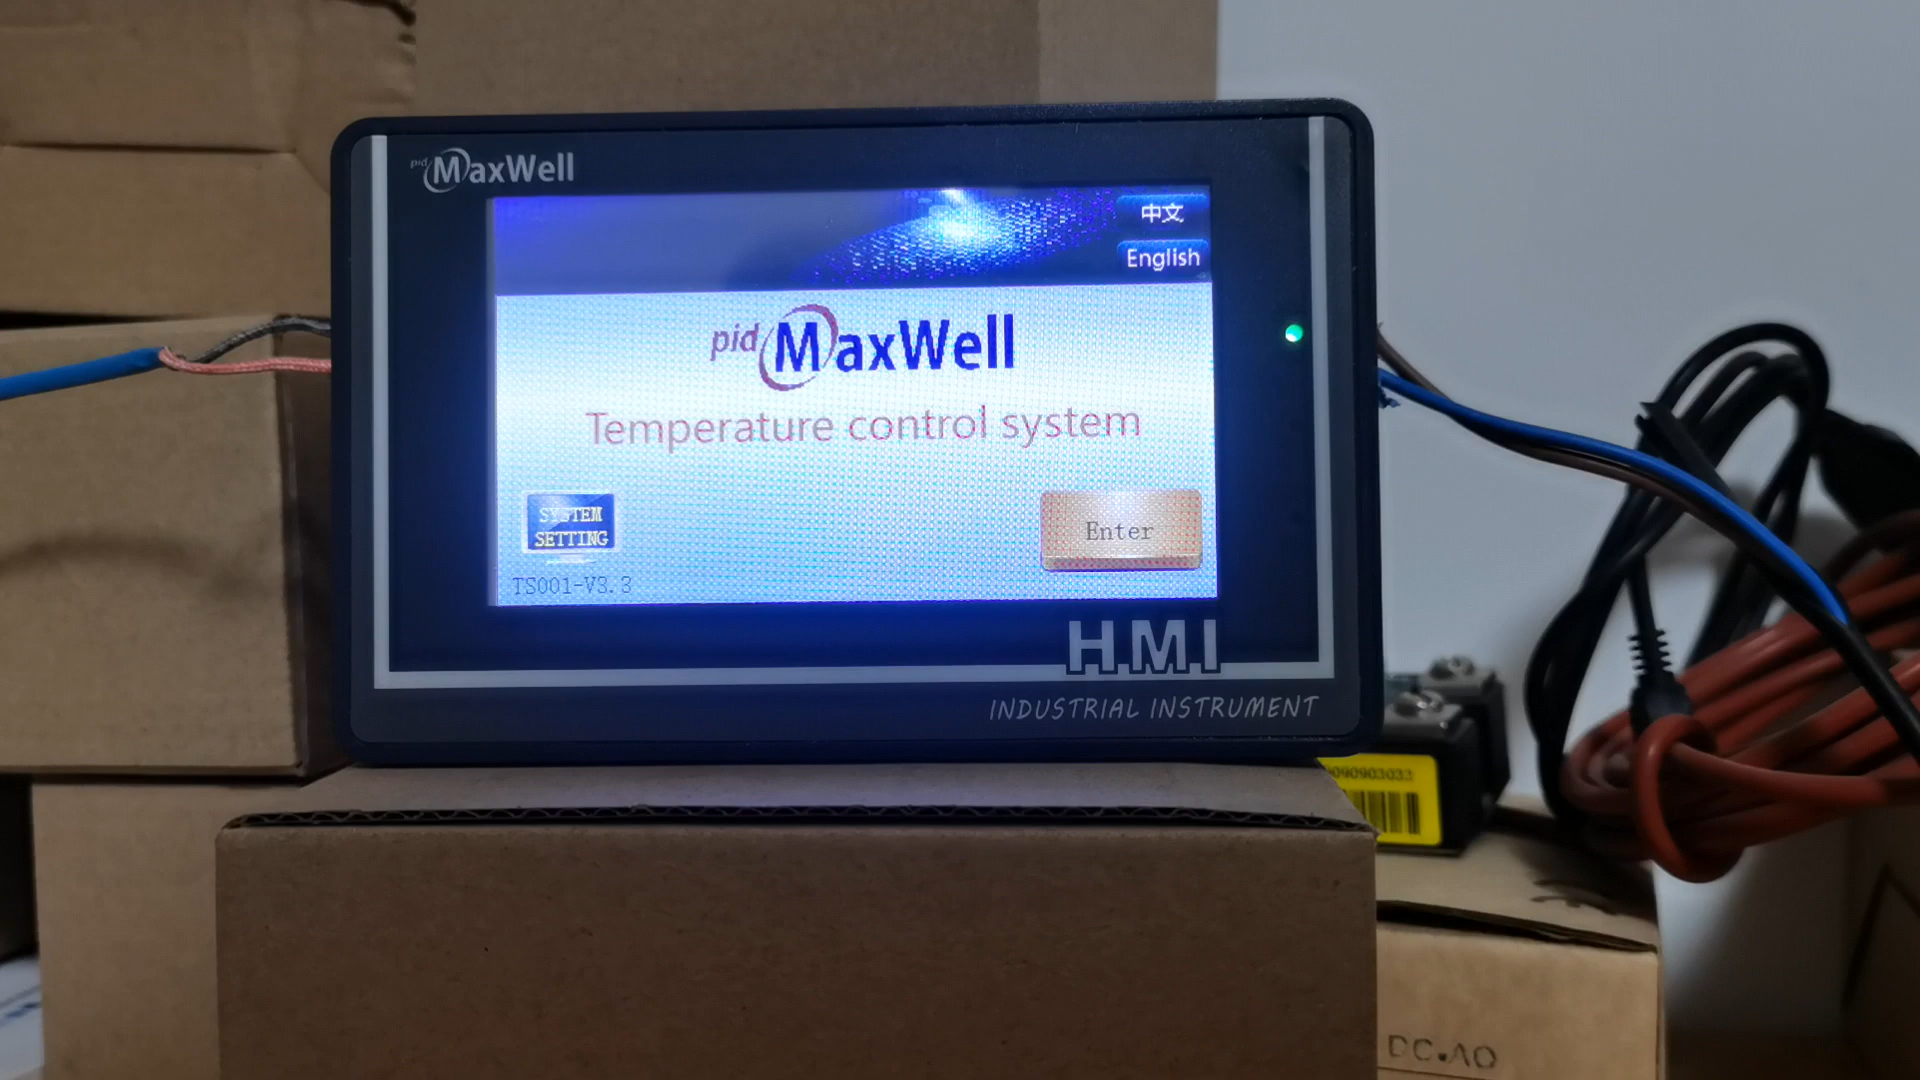 pid MaxWell
中文
English
pid MaxWell
Temperature control system
SYSTEM
SETTING
Enter
TS001-V3.3
HMI
INDUSTRIAL INSTRUMENT
090903033
DC.AO